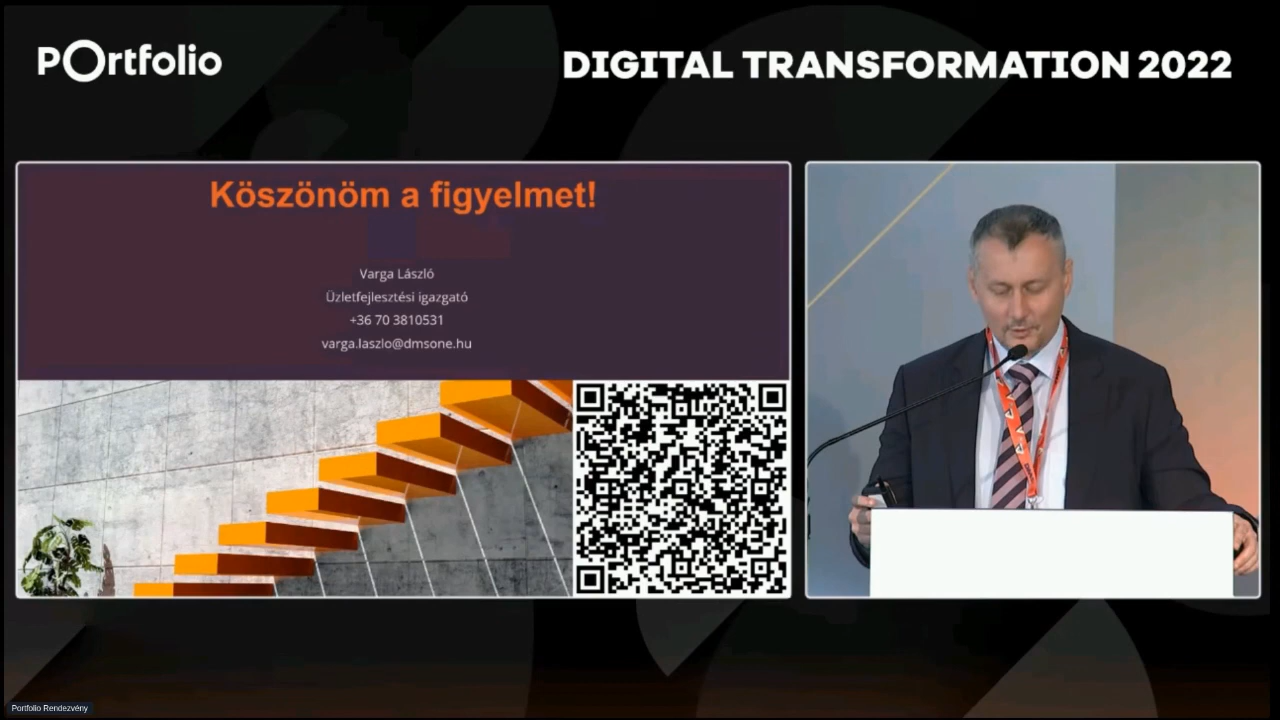 POrtfolio
DIGITAL TRANSFORMATION 2022
Köszönöm a figyelmet!
Varga László
Üzletfejlesztési igazgató
+36 70 3810531
varga.laszlo@dmsone.hu
Portfolio Rendezvény